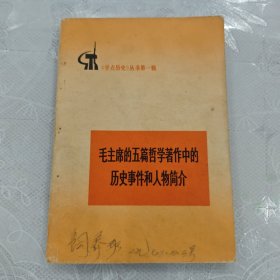 《学点历史》丛书第一辑
毛主席的五篇哲学著作中的
历史事件和人物简介